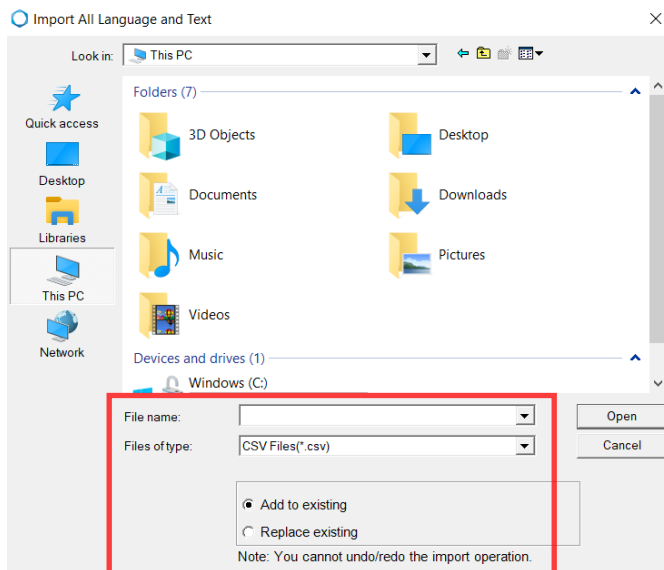 Import All Language and Text
Look in: This PC
Quick access
Desktop
Libraries
This PC
Network
Folders (7)
3D Objects Desktop
Documents Downloads
Music Pictures
Videos
Devices and drives (1)
Windows (C:)
File name: Open
Files of type: CSV Files(*.csv) Cancel
Add to existing
Replace existing
Note: You cannot undo/redo the import operation.